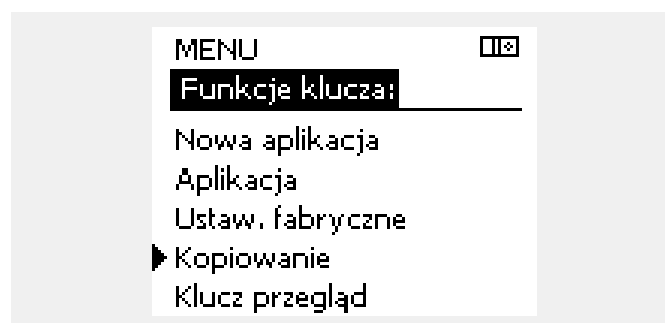 MENU
Funkcje klucza:
Nowa aplikacja
Aplikacja
Ustaw. fabryczne
Kopiowanie
Klucz przegląd